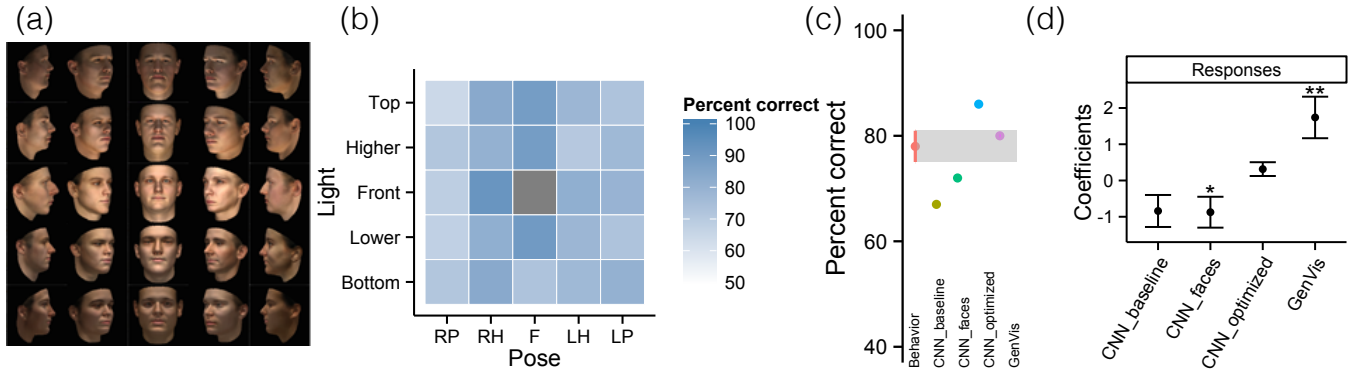 (a)
(b)
Light
Top
Higher
Front
Lower
Bottom
RP RH F LH LP
Pose
Percent correct
100
90
80
70
60
50
(c)
Percent correct
100
80
60
40
Behavior
CNN_baseline
CNN_faces
CNN_optimized
GenVis
(d)
Responses
Coefficients
2
1
0
-1
*
**
CNN_baseline
CNN_faces
CNN_optimized
GenVis